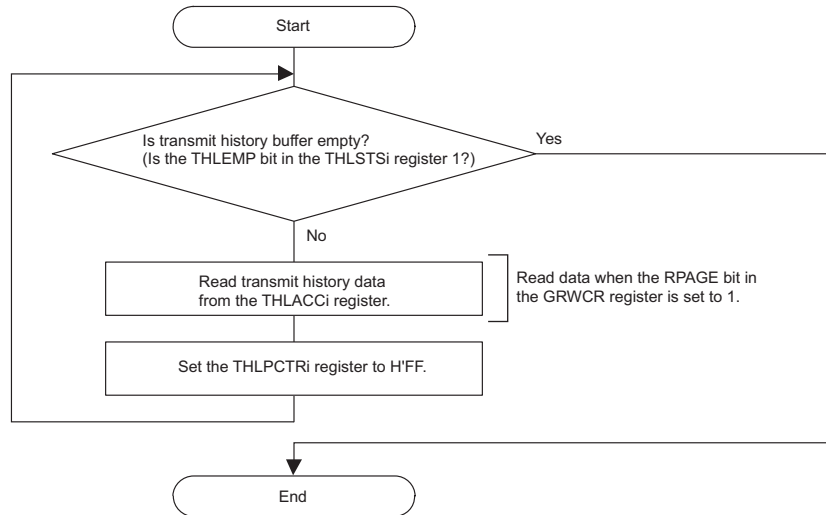 Start
Is transmit history buffer empty?
(Is the THLEMP bit in the THLSTSi register 1?)
Yes
No
Read transmit history data
from the THLACCi register.
Read data when the RPAGE bit in
the GRWCR register is set to 1.
Set the THLPCTRi register to H'FF.
End